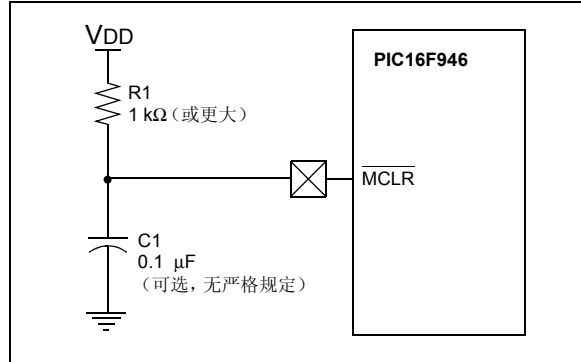 VDD
PIC16F946
R1
1 kΩ（或更大）
MCLR
C1
0.1 μF
（可选，无严格规定）